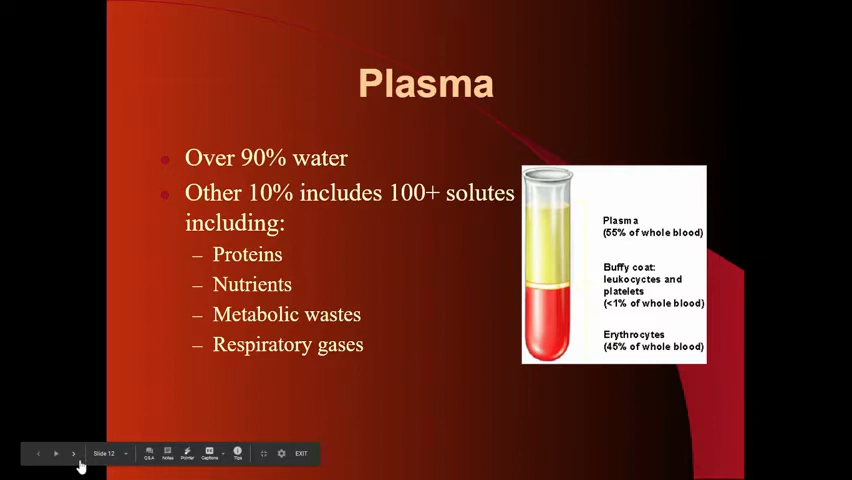 Plasma
Over 90% water
Other 10% includes 100+ solutes
including:
– Proteins
– Nutrients
– Metabolic wastes
– Respiratory gases
Plasma
(55% of whole blood)
Buffy coat:
leukocyctes and
platelets
(<1% of whole blood)
Erythrocytes
(45% of whole blood)
Slide 12
Q&A
Notes
Pointer
Captions
Tips
EXIT